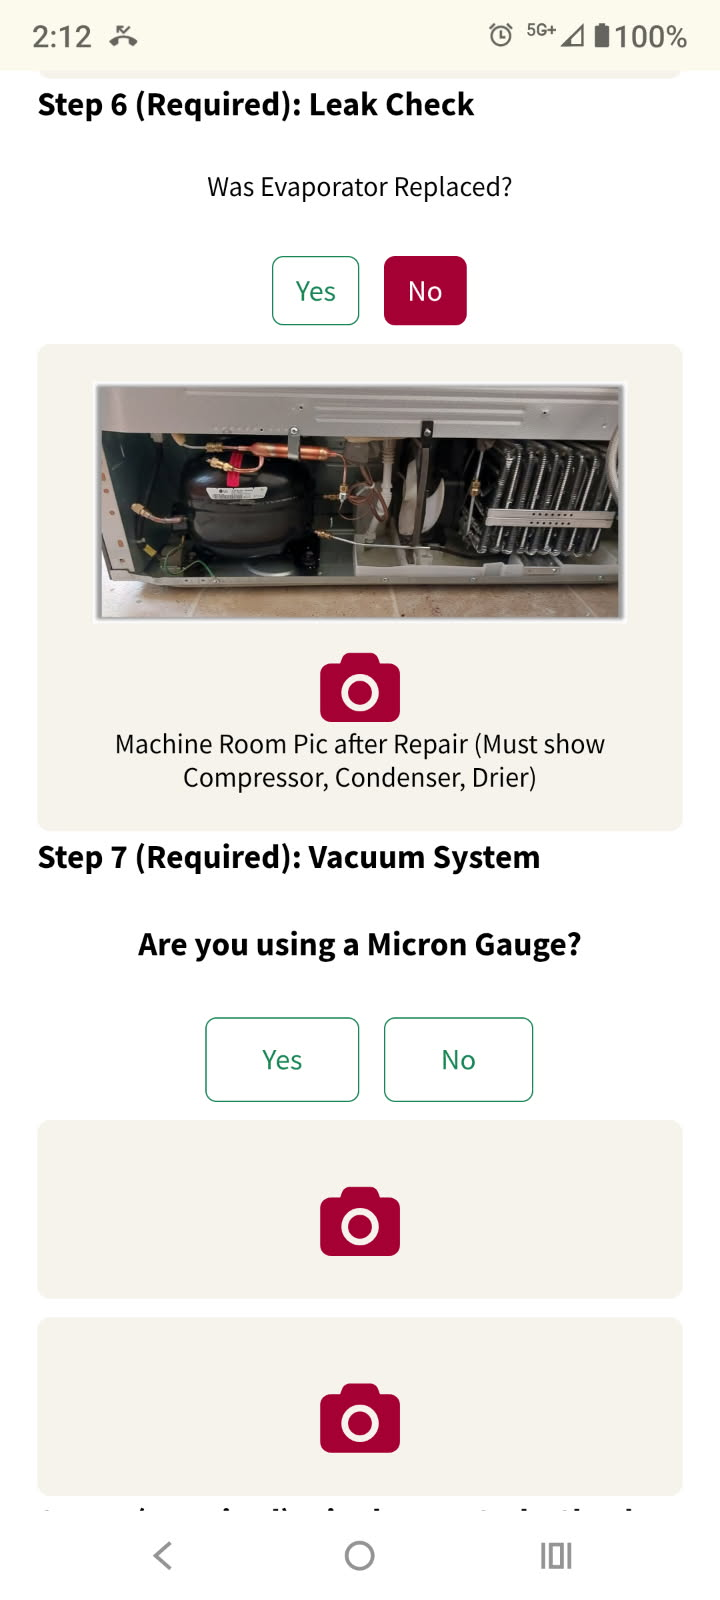 2:12
5G+
100%
Step 6 (Required): Leak Check
Was Evaporator Replaced?
Yes
No
Machine Room Pic after Repair (Must show
Compressor, Condenser, Drier)
Step 7 (Required): Vacuum System
Are you using a Micron Gauge?
Yes
No